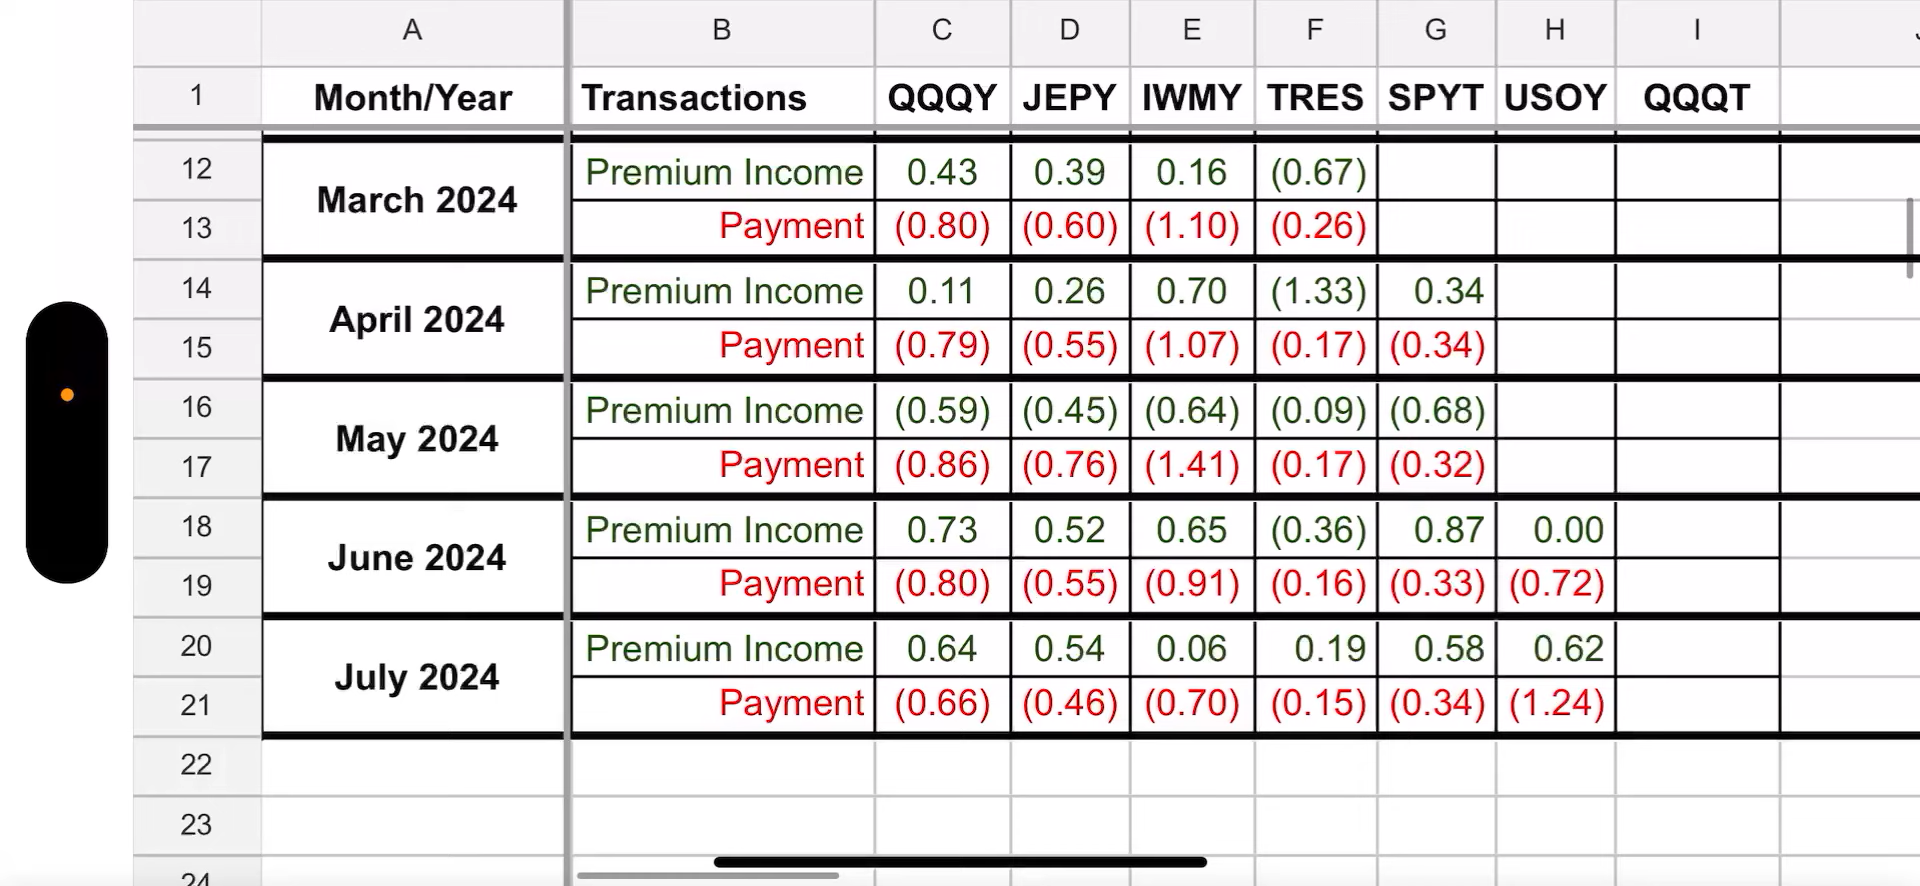 A B C D E F G H I
1 Month/Year Transactions QQQY JEPY IWMY TRES SPYT USOY QQQT
12 March 2024 Premium Income 0.43 0.39 0.16 (0.67)
13 Payment (0.80) (0.60) (1.10) (0.26)
14 April 2024 Premium Income 0.11 0.26 0.70 (1.33) 0.34
15 Payment (0.79) (0.55) (1.07) (0.17) (0.34)
16 May 2024 Premium Income (0.59) (0.45) (0.64) (0.09) (0.68)
17 Payment (0.86) (0.76) (1.41) (0.17) (0.32)
18 June 2024 Premium Income 0.73 0.52 0.65 (0.36) 0.87 0.00
19 Payment (0.80) (0.55) (0.91) (0.16) (0.33) (0.72)
20 July 2024 Premium Income 0.64 0.54 0.06 0.19 0.58 0.62
21 Payment (0.66) (0.46) (0.70) (0.15) (0.34) (1.24)
22
23
24